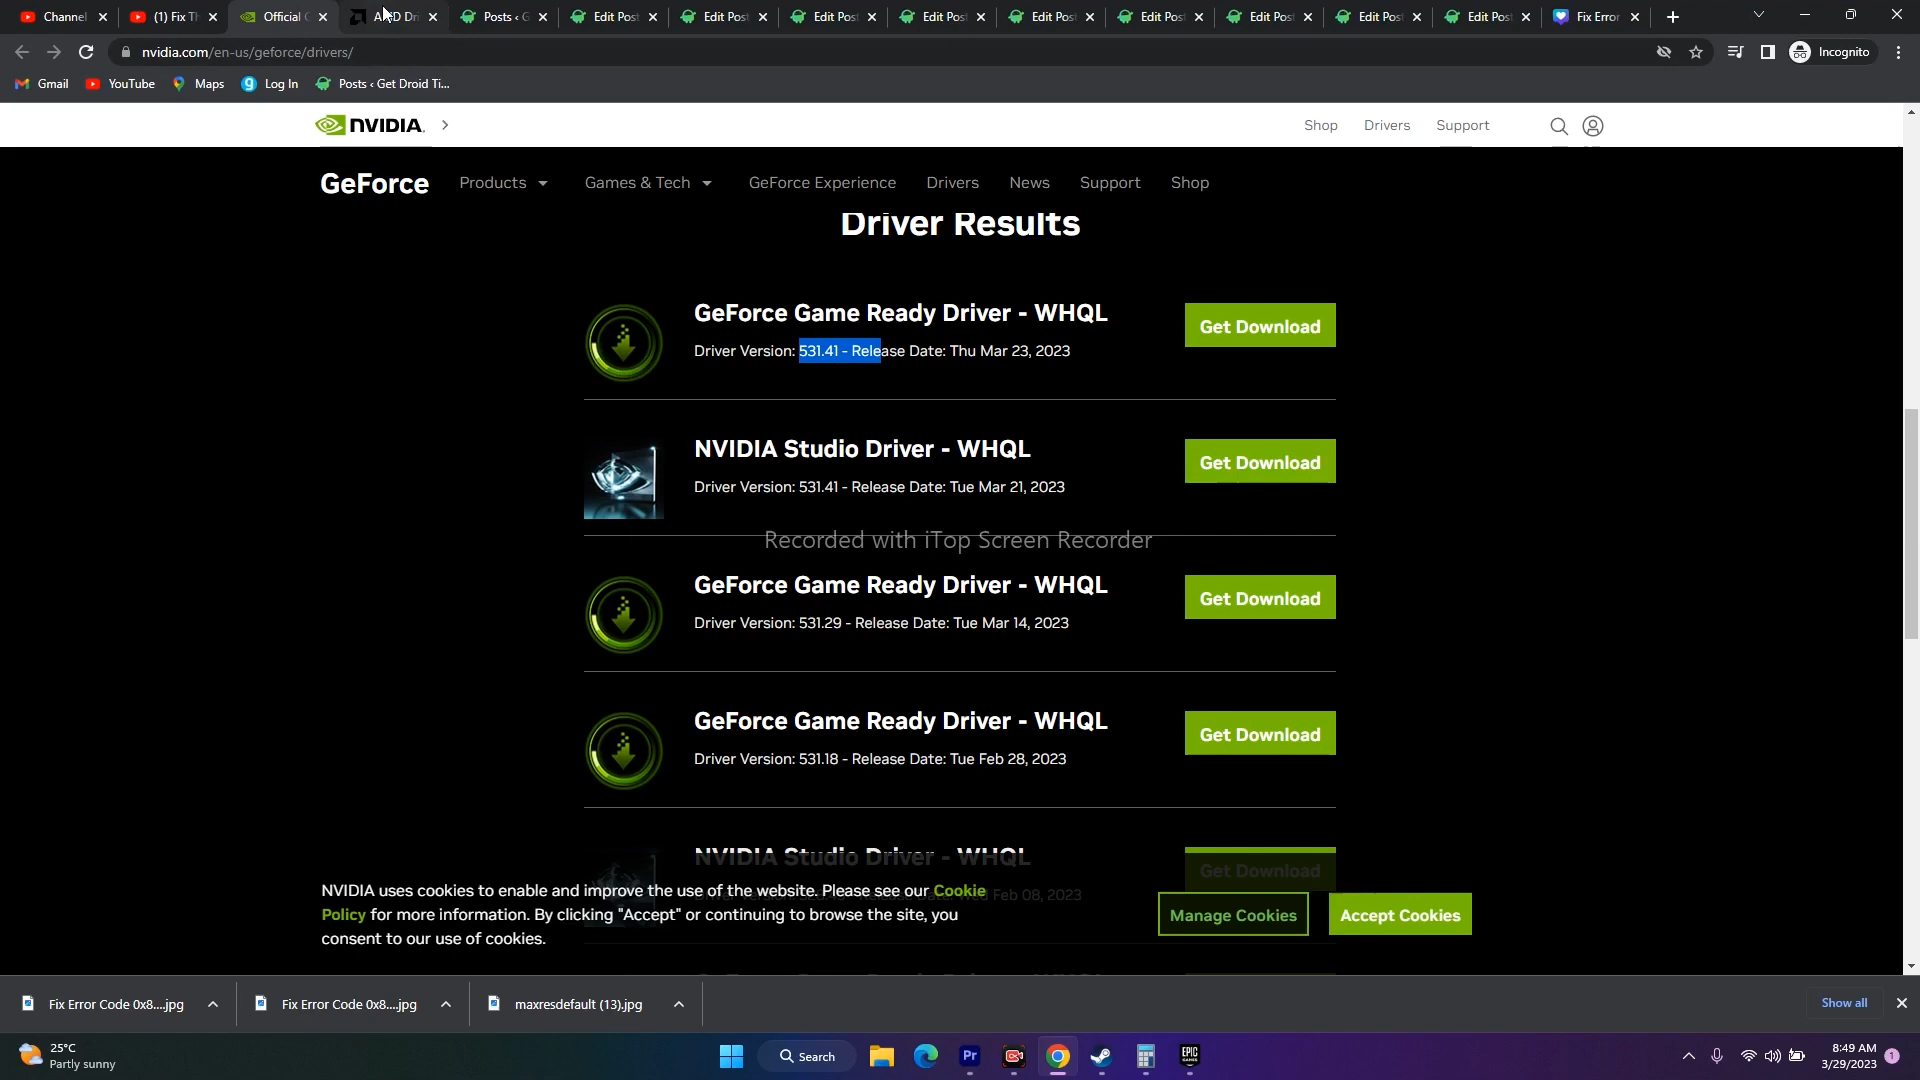 Channel
(1) Fix Th
Official G
AMD Dri
Posts ‹ G
Edit Post
Edit Post
Edit Post
Edit Post
Edit Post
Edit Post
Edit Post
Edit Post
Edit Post
Fix Error
nvidia.com/en-us/geforce/drivers/
Incognito
Gmail
YouTube
Maps
Log In
Posts ‹ Get Droid Ti...
NVIDIA.
Shop
Drivers
Support
GeForce
Products
Games & Tech
GeForce Experience
Drivers
News
Support
Shop
Driver Results
GeForce Game Ready Driver - WHQL
Driver Version: 531.41 - Release Date: Thu Mar 23, 2023
Get Download
NVIDIA Studio Driver - WHQL
Driver Version: 531.41 - Release Date: Tue Mar 21, 2023
Get Download
Recorded with iTop Screen Recorder
GeForce Game Ready Driver - WHQL
Driver Version: 531.29 - Release Date: Tue Mar 14, 2023
Get Download
GeForce Game Ready Driver - WHQL
Driver Version: 531.18 - Release Date: Tue Feb 28, 2023
Get Download
NVIDIA Studio Driver - WHQL
Feb 08, 2023
Get Download
NVIDIA uses cookies to enable and improve the use of the website. Please see our Cookie
Policy for more information. By clicking "Accept" or continuing to browse the site, you
consent to our use of cookies.
Manage Cookies
Accept Cookies
Fix Error Code 0x8....jpg
Fix Error Code 0x8....jpg
maxresdefault (13).jpg
Show all
25°C
Partly sunny
Search
Pr
EPIC
GAMES
8:49 AM
3/29/2023
1